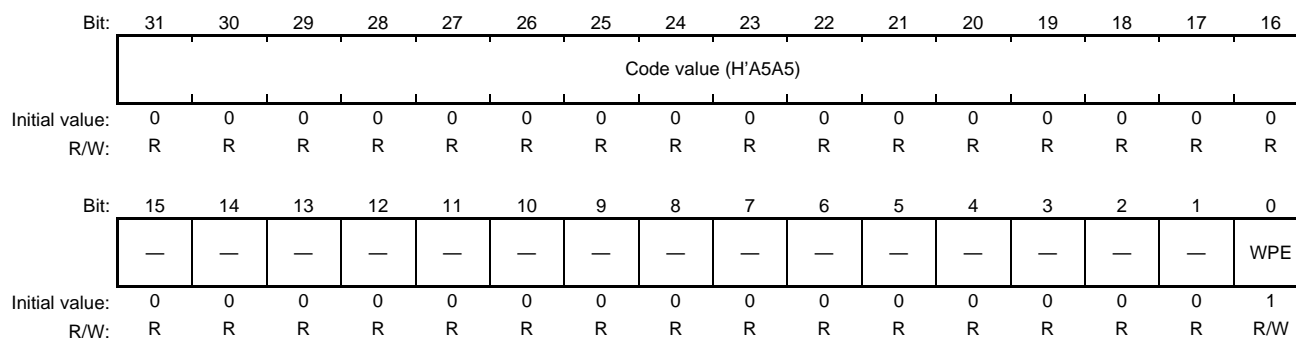 Bit: 31 30 29 28 27 26 25 24 23 22 21 20 19 18 17 16
Code value (H'A5A5)
Initial value: 0 0 0 0 0 0 0 0 0 0 0 0 0 0 0 0
R/W: R R R R R R R R R R R R R R R R
Bit: 15 14 13 12 11 10 9 8 7 6 5 4 3 2 1 0
— — — — — — — — — — — — — — — WPE
Initial value: 0 0 0 0 0 0 0 0 0 0 0 0 0 0 0 1
R/W: R R R R R R R R R R R R R R R R/W